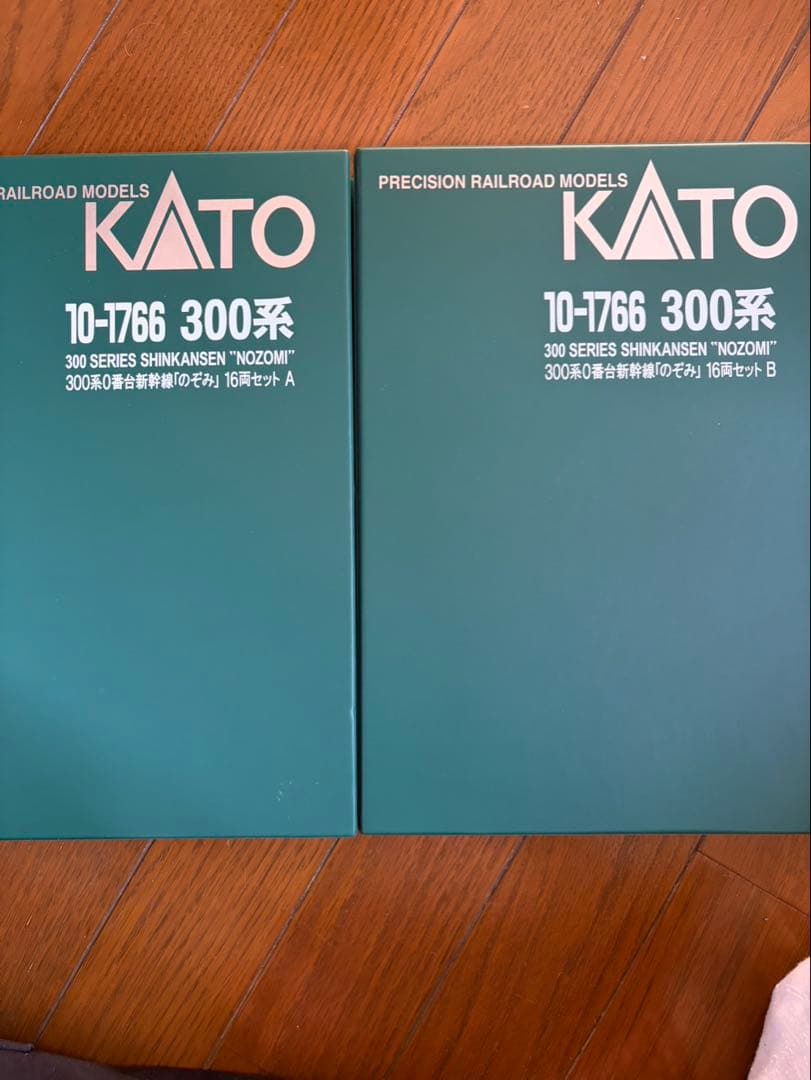 RAILROAD MODELS
KATO
10-1766 300系
300 SERIES SHINKANSEN "NOZOMI"
300系0番台新幹線「のぞみ」 16両セット A
PRECISION RAILROAD MODELS
KATO
10-1766 300系
300 SERIES SHINKANSEN "NOZOMI"
300系0番台新幹線「のぞみ」 16両セット B